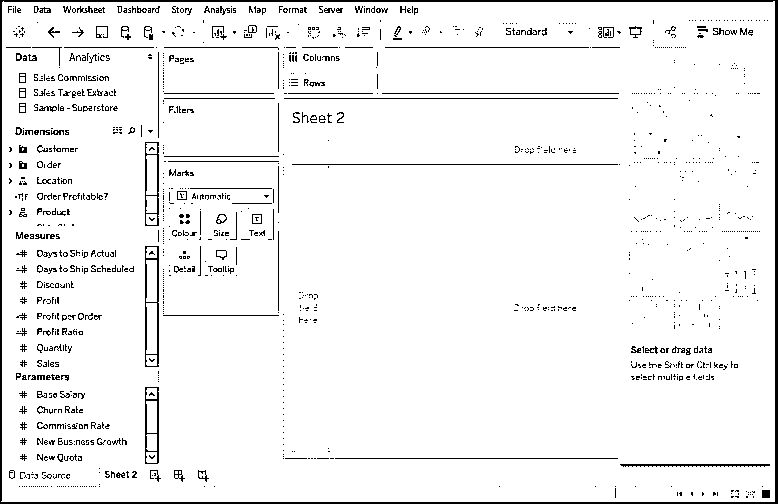 File Data Worksheet Dashboard Story Analysis Map Format Server Window Help
Standard
Show Me
Data Analytics
Sales Commission
Sales Target Extract
Sample - Superstore
Dimensions
Customer
Order
Location
Order Profitable?
Product
Measures
Days to Ship Actual
Days to Ship Scheduled
Discount
Profit
Profit per Order
Profit Ratio
Quantity
Sales
Parameters
Base Salary
Churn Rate
Commission Rate
New Business Growth
New Quota
Pages
Filters
Marks
Automatic
Colour Size Text
Detail Tooltip
Columns
Rows
Sheet 2
Drop field here
Drop
field
here
Drop field here
Select or drag data
Use the Shift or Ctrl key to
select multiple fields
Data Source Sheet 2